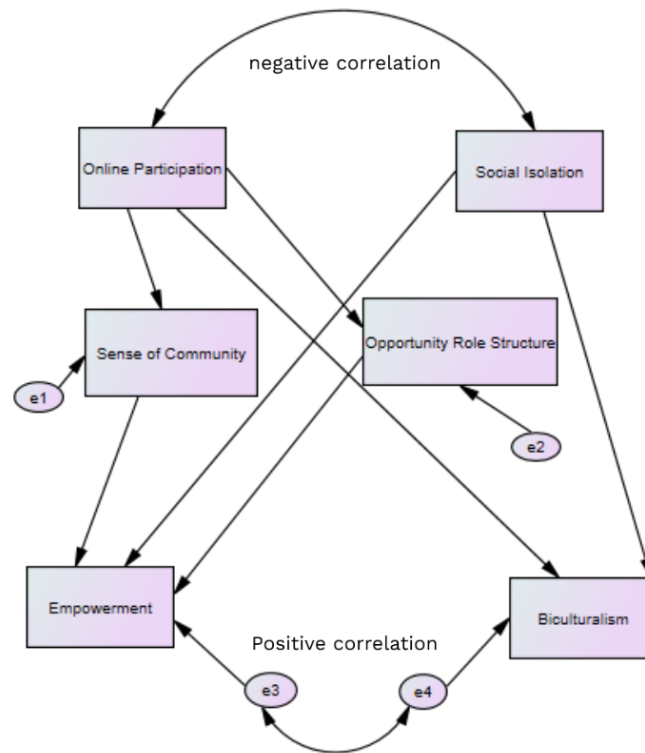 negative correlation
Online Participation
Social Isolation
Sense of Community
Opportunity Role Structure
e1
e2
Empowerment
Biculturalism
Positive correlation
e3
e4